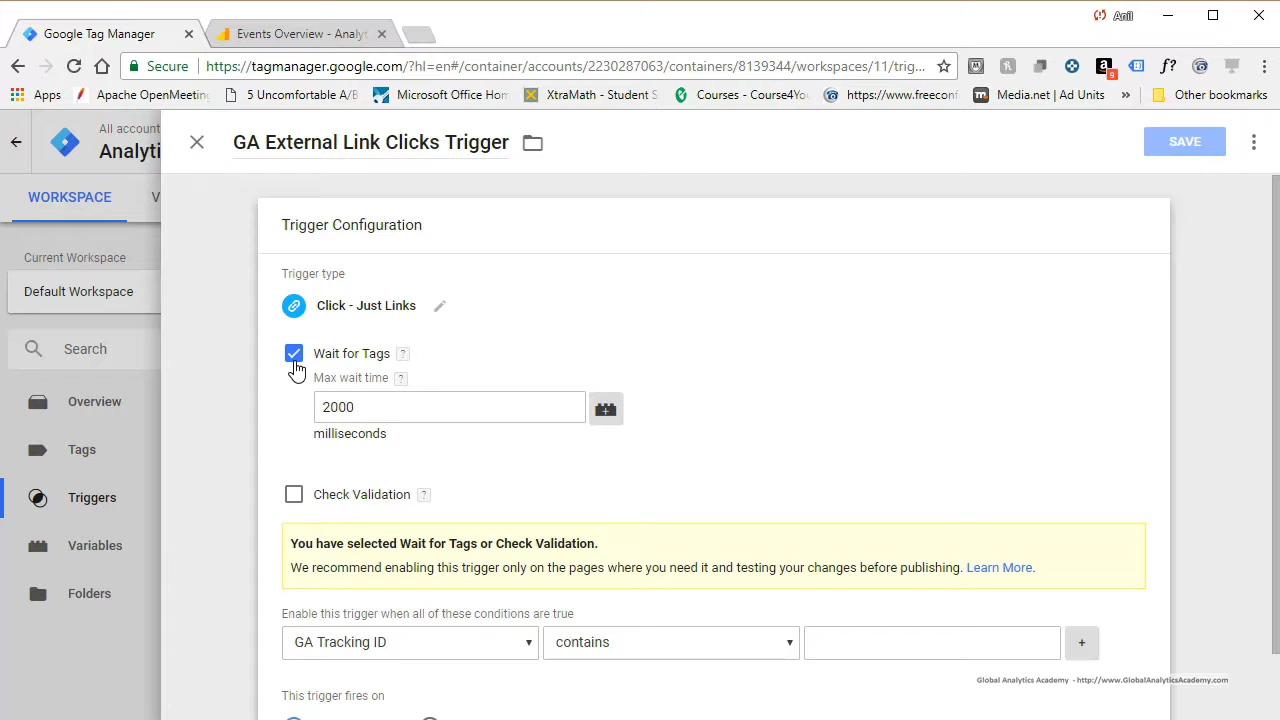 Anil
Google Tag Manager
Events Overview - Analyt
Secure
https://tagmanager.google.com/?hl=en#/container/accounts/2230287063/containers/8139344/workspaces/11/trig...
9
f?
Apps
Apache OpenMeetin
5 Uncomfortable A/B
Microsoft Office Hom
XtraMath - Student S
Courses - Course4Yo
https://www.freeconf
Media.net | Ad Units
»
Other bookmarks
All account
Analyti
GA External Link Clicks Trigger
SAVE
WORKSPACE
V
Current Workspace
Default Workspace
Search
Overview
Tags
Triggers
Variables
Folders
Trigger Configuration
Trigger type
Click - Just Links
Wait for Tags ?
Max wait time ?
2000
milliseconds
Check Validation ?
You have selected Wait for Tags or Check Validation.
We recommend enabling this trigger only on the pages where you need it and testing your changes before publishing. Learn More.
Enable this trigger when all of these conditions are true
GA Tracking ID
contains
+
Global Analytics Academy - http://www.GlobalAnalyticsAcademy.com
This trigger fires on